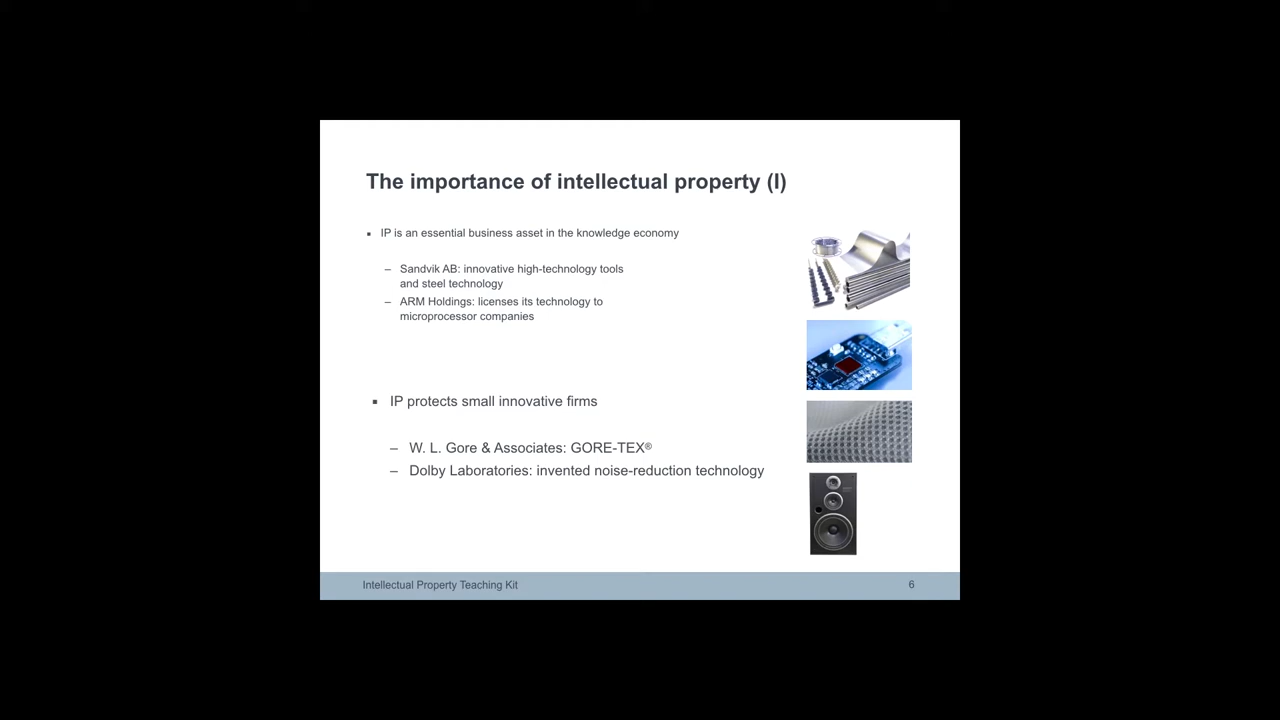 The importance of intellectual property (I)
▪ IP is an essential business asset in the knowledge economy
– Sandvik AB: innovative high-technology tools
and steel technology
– ARM Holdings: licenses its technology to
microprocessor companies
▪ IP protects small innovative firms
– W. L. Gore & Associates: GORE-TEX®
– Dolby Laboratories: invented noise-reduction technology
Intellectual Property Teaching Kit
6